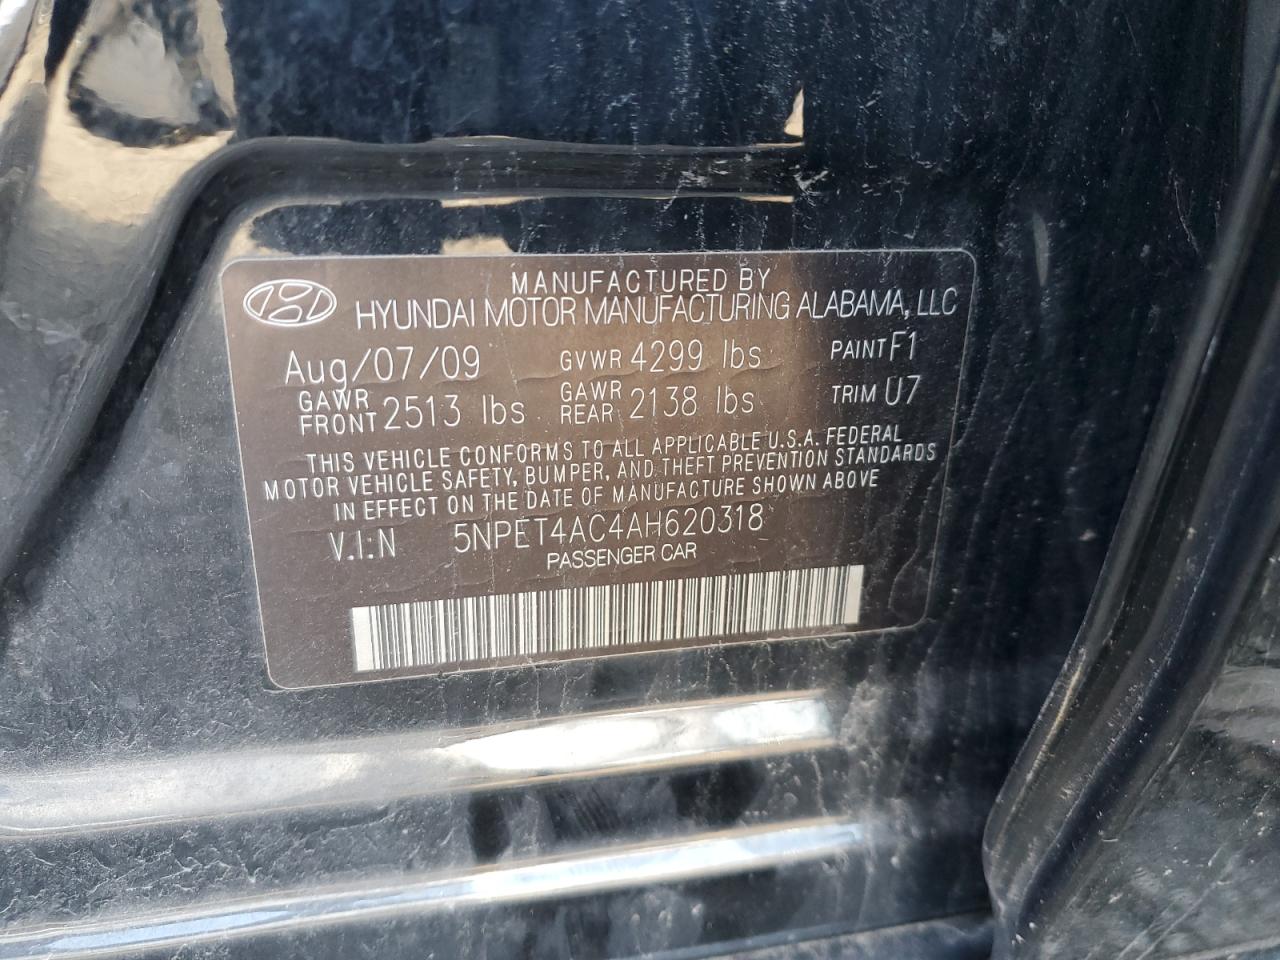 MANUFACTURED BY
HYUNDAI MOTOR MANUFACTURING ALABAMA, LLC
Aug/07/09 GVWR 4299 lbs PAINT F1
GAWR FRONT 2513 lbs GAWR REAR 2138 lbs TRIM U7
THIS VEHICLE CONFORMS TO ALL APPLICABLE U.S.A. FEDERAL
MOTOR VEHICLE SAFETY, BUMPER, AND THEFT PREVENTION STANDARDS
IN EFFECT ON THE DATE OF MANUFACTURE SHOWN ABOVE
V.I:N 5NPET4AC4AH620318
PASSENGER CAR